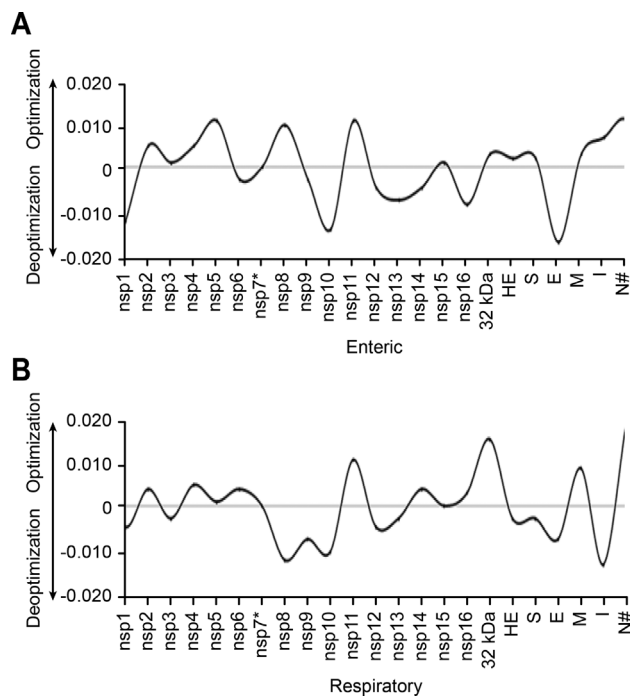 A
Deoptimization Optimization
0.020
0.010
0
-0.010
-0.020
nsp1
nsp2
nsp3
nsp4
nsp5
nsp6
nsp7*
nsp8
nsp9
nsp10
nsp11
nsp12
nsp13
nsp14
nsp15
nsp16
32 kDa
HE
S
E
M
I
N#
Enteric
B
Deoptimization Optimization
0.020
0.010
0
-0.010
-0.020
nsp1
nsp2
nsp3
nsp4
nsp5
nsp6
nsp7*
nsp8
nsp9
nsp10
nsp11
nsp12
nsp13
nsp14
nsp15
nsp16
32 kDa
HE
S
E
M
I
N#
Respiratory